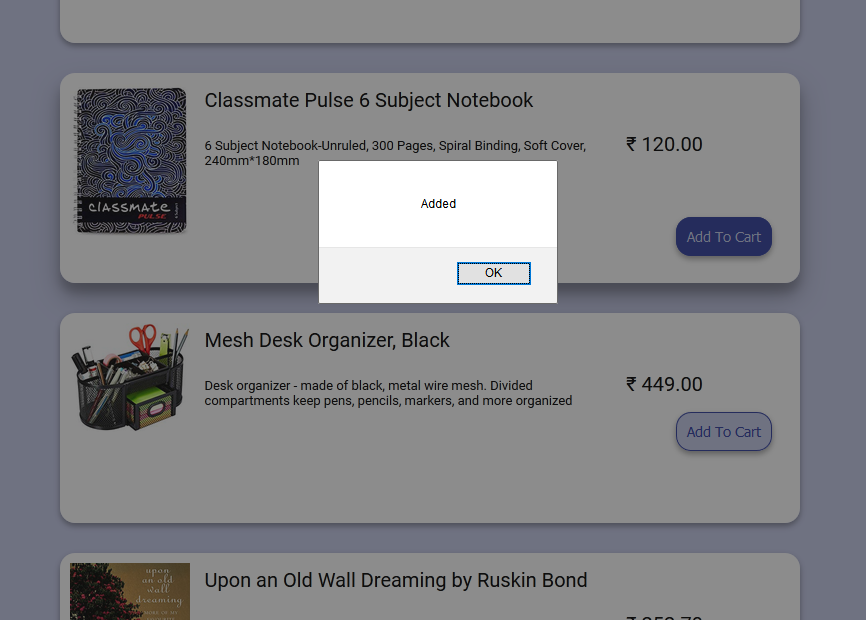 Classmate Pulse 6 Subject Notebook
6 Subject Notebook-Unruled, 300 Pages, Spiral Binding, Soft Cover,
240mm*180mm
₹ 120.00
classmate
PULSE
Added
Add To Cart
OK
Mesh Desk Organizer, Black
Desk organizer - made of black, metal wire mesh. Divided
compartments keep pens, pencils, markers, and more organized
₹ 449.00
Add To Cart
upon
an old
wall
dreaming
Upon an Old Wall Dreaming by Ruskin Bond